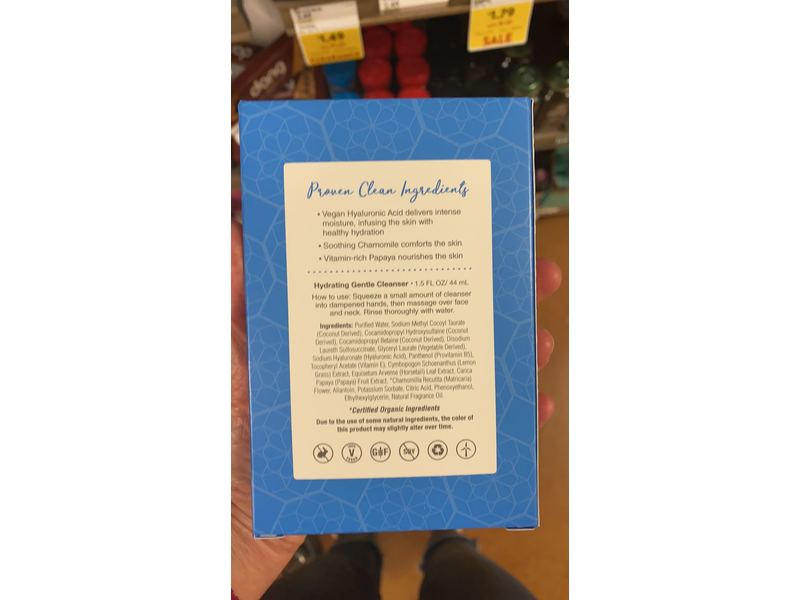 1.49
1.79
SALE
dang
Proven Clean Ingredients
• Vegan Hyaluronic Acid delivers intense
moisture, infusing the skin with
healthy hydration
• Soothing Chamomile comforts the skin
• Vitamin-rich Papaya nourishes the skin
Hydrating Gentle Cleanser • 1.5 FL OZ/ 44 mL
How to use: Squeeze a small amount of cleanser
into dampened hands, then massage over face
and neck. Rinse thoroughly with water.
Ingredients: Purified Water, Sodium Methyl Cocoyl Taurate
(Coconut Derived), Cocamidopropyl Hydroxysultaine (Coconut
Derived), Cocamidopropyl Betaine (Coconut Derived), Disodium
Laureth Sulfosuccinate, Glyceryl Laurate (Vegetable Derived),
Sodium Hyaluronate (Hyaluronic Acid), Panthenol (Provitamin B5),
Tocopheryl Acetate (Vitamin E), Cymbopogon Schoenanthus (Lemon
Grass) Extract, Equisetum Arvense (Horsetail) Leaf Extract, Carica
Papaya (Papaya) Fruit Extract, *Chamomilla Recutita (Matricaria)
Flower, Allantoin, Potassium Sorbate, Citric Acid, Phenoxyethanol,
Ethylhexylglycerin, Natural Fragrance Oil.
*Certified Organic Ingredients
Due to the use of some natural ingredients, the color of
this product may slightly alter over time.
V
GF
SOY